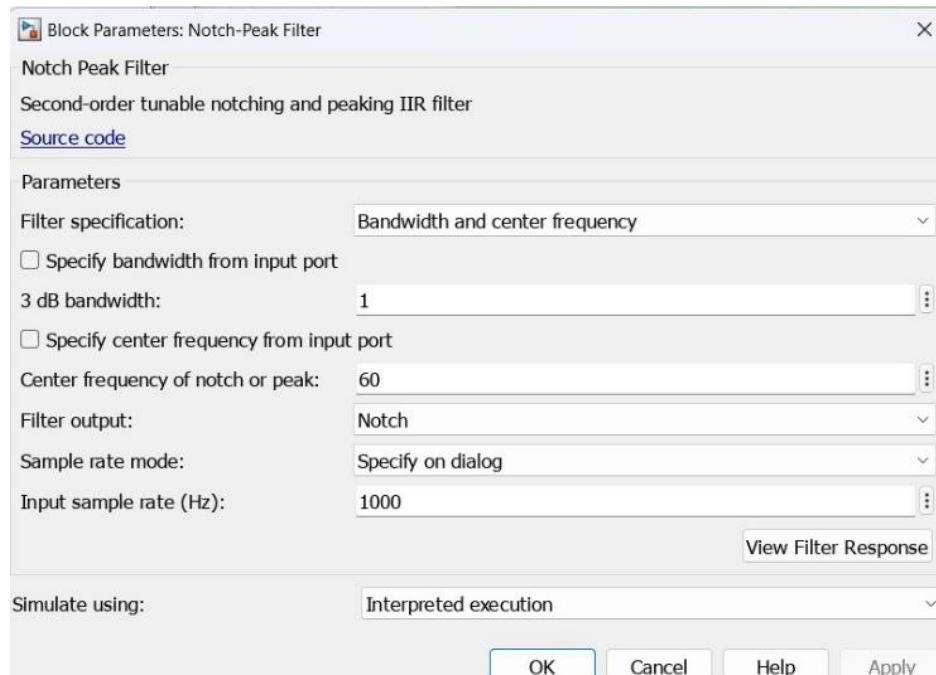 Block Parameters: Notch-Peak Filter
Notch Peak Filter
Second-order tunable notching and peaking IIR filter
Source code
Parameters
Filter specification: Bandwidth and center frequency
Specify bandwidth from input port
3 dB bandwidth: 1
Specify center frequency from input port
Center frequency of notch or peak: 60
Filter output: Notch
Sample rate mode: Specify on dialog
Input sample rate (Hz): 1000
View Filter Response
Simulate using: Interpreted execution
OK Cancel Help Apply